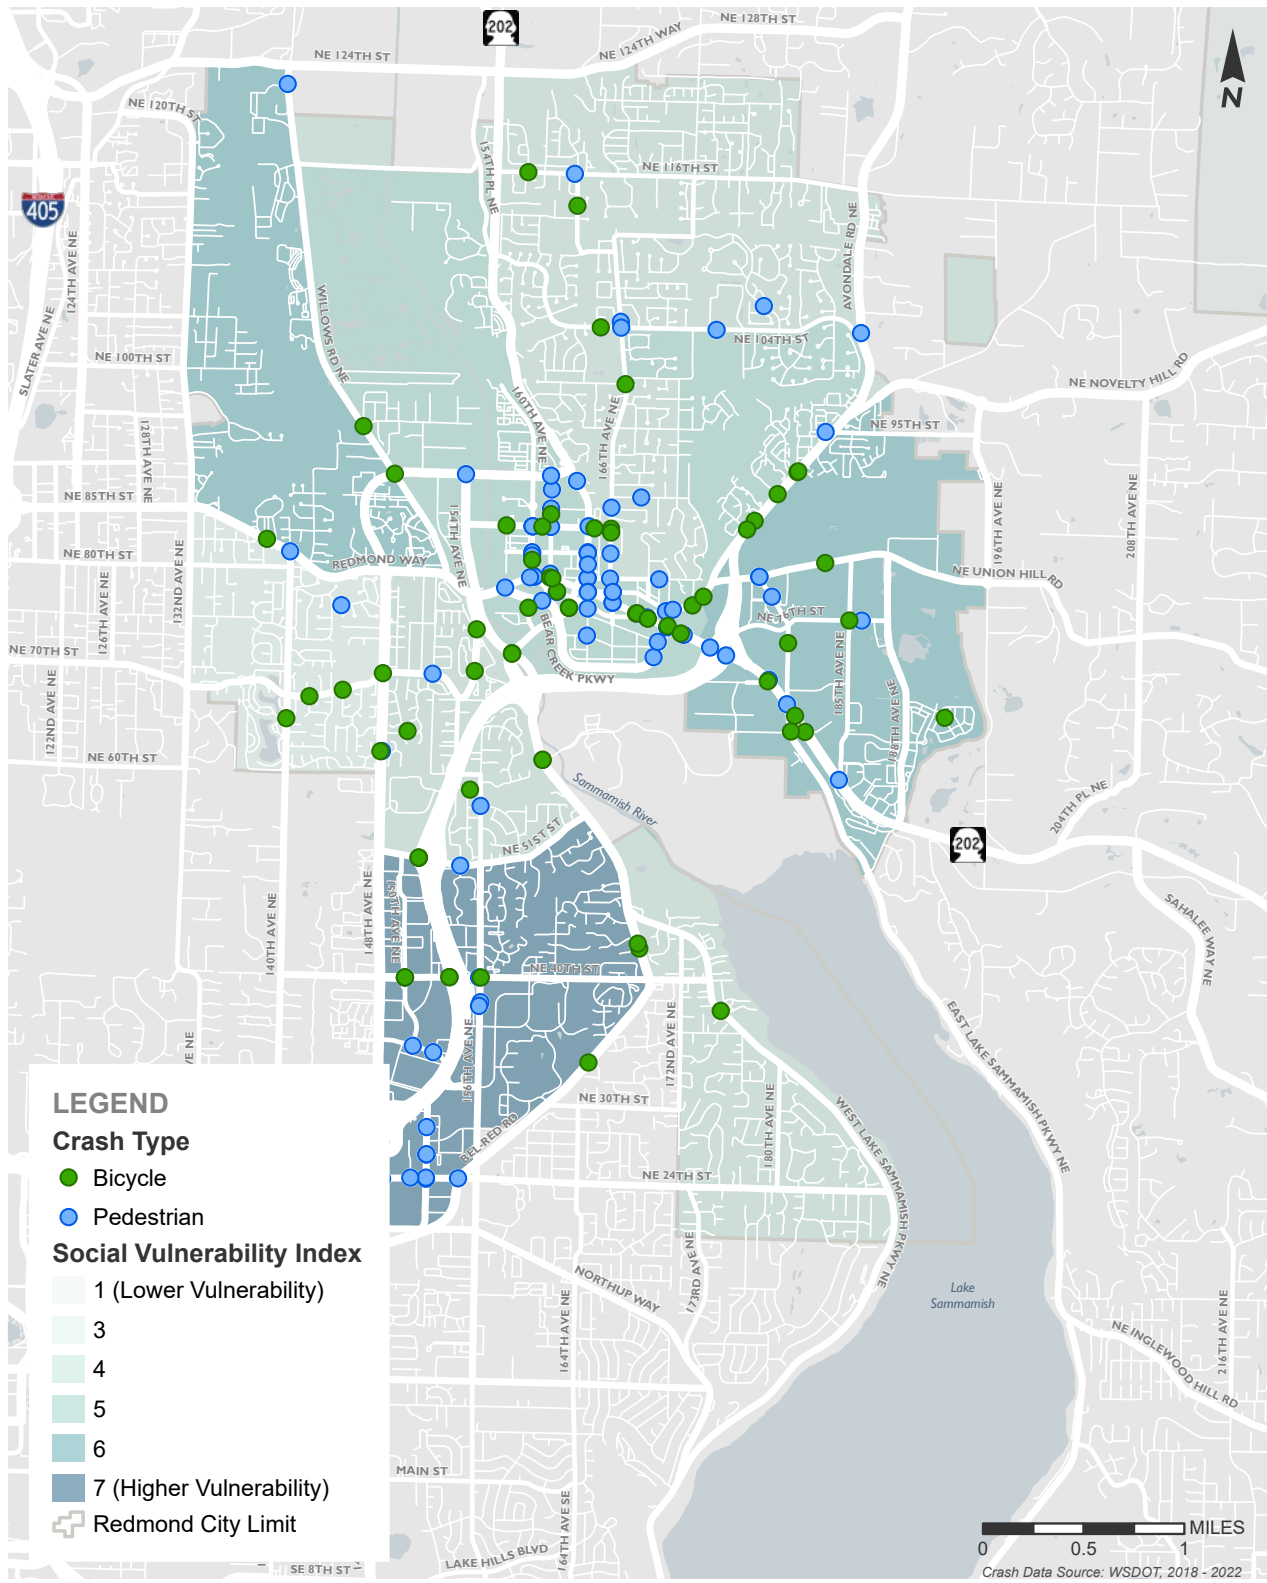 202
NE 128TH ST
NE 124TH WAY
NE 124TH ST
N
NE 120TH ST
154TH PL NE
NE 116TH ST
405
124TH AVE NE
AVONDALE RD NE
WILLOWS RD NE
SLATER AVE NE
NE 104TH ST
NE 100TH ST
NE NOVELTY HILL RD
160TH AVE NE
166TH AVE NE
128TH AVE NE
NE 95TH ST
NE 85TH ST
154TH AVE NE
196TH AVE NE
208TH AVE NE
NE 80TH ST
132ND AVE NE
REDMOND WAY
NE UNION HILL RD
126TH AVE NE
NE 76TH ST
BEAR CREEK PKWY
NE 70TH ST
185TH AVE NE
188TH AVE NE
122ND AVE NE
NE 60TH ST
Sammamish River
204TH PL NE
NE 51ST ST
202
148TH AVE NE
150TH AVE NE
140TH AVE NE
SAHALEE WAY NE
NE 40TH ST
172ND AVE NE
EAST LAKE SAMMAMISH PKWY NE
VE NE
156TH AVE NE
NE 30TH ST
180TH AVE NE
WEST LAKE SAMMAMISH PKWY NE
BEL-RED RD
NE 24TH ST
LEGEND
Crash Type
Bicycle
Pedestrian
Social Vulnerability Index
1 (Lower Vulnerability)
3
4
5
6
7 (Higher Vulnerability)
Redmond City Limit
173RD AVE NE
NORTHUP WAY
Lake
Sammamish
164TH AVE NE
216TH AVE NE
NE INGLEWOOD HILL RD
MAIN ST
164TH AVE SE
LAKE HILLS BLVD
SE 8TH ST
MILES
0
0.5
1
Crash Data Source: WSDOT, 2018 - 2022